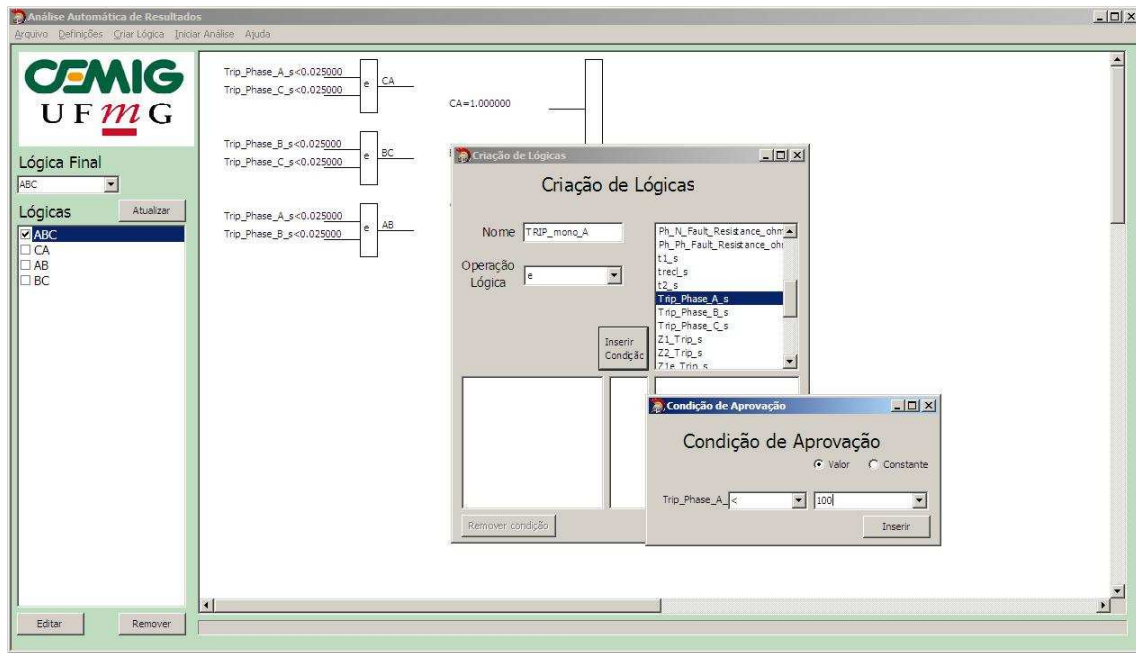 Análise Automática de Resultados
Arquivo Definições Criar Lógica Iniciar Análise Ajuda
CEMIG
UFmG
Lógica Final
ABC
Lógicas
Atualizar
ABC
CA
AB
BC
Editar
Remover
Trip_Phase_A_s<0.025000
Trip_Phase_C_s<0.025000
e
CA
Trip_Phase_B_s<0.025000
Trip_Phase_C_s<0.025000
e
BC
Trip_Phase_A_s<0.025000
Trip_Phase_B_s<0.025000
e
AB
CA=1.000000
Criação de Lógicas
Criação de Lógicas
Nome
TRIP_mono_A
Operação
Lógica
e
Ph_N_Fault_Resistance_ohm
Ph_Ph_Fault_Resistance_oh
t1_s
trecl_s
t2_s
Trip_Phase_A_s
Trip_Phase_B_s
Trip_Phase_C_s
Z1_Trip_s
Z2_Trip_s
Z1e_Trip_s
Inserir
Condiçãc
Remover condição
Condição de Aprovação
Condição de Aprovação
Valor
Constante
Trip_Phase_A_
<
100
Inserir